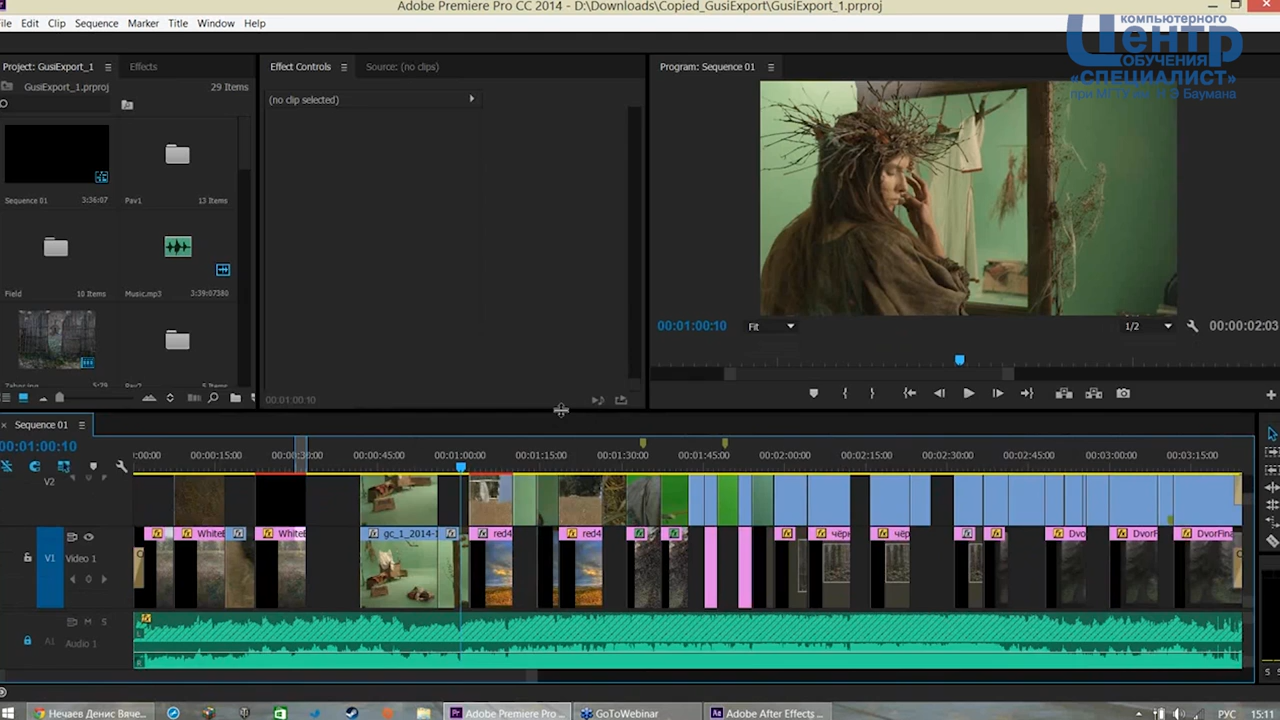 Adobe Premiere Pro CC 2014 - D:\Downloads\Copied_GusiExport\GusiExport_1.prproj
File Edit Clip Sequence Marker Title Window Help
компьютерного
Центр
ОБУЧЕНИЯ
«СПЕЦИАЛИСТ»
при МГТУ им. Н Э Баумана
Project: GusiExport_1
Effects
Effect Controls
Source: (no clips)
Program: Sequence 01
GusiExport_1.prproj
29 Items
(no clip selected)
Sequence 01
3:36:07
Pav1
13 Items
Field
10 Items
Music.mp3
3:39:07380
5:29
Pav2
5 Items
00:01:00:10
00:01:00:10
Fit
1/2
00:00:02:03
Sequence 01
00:01:00:10
:00:00
00:00:15:00
00:00:30:00
00:00:45:00
00:01:00:00
00:01:15:00
00:01:30:00
00:01:45:00
00:02:00:00
00:02:15:00
00:02:30:00
00:02:45:00
00:03:00:00
00:03:15:00
V2
V1
Video 1
gc_1_2014-1
red4
red4
чёр
чёр
Dvo
DvorF
DvorFina
A1
Audio 1
M
S
S S
Нечаев Денис Вяче...
Adobe Premiere Pro ...
GoToWebinar
Adobe After Effects ...
РУС
15:11